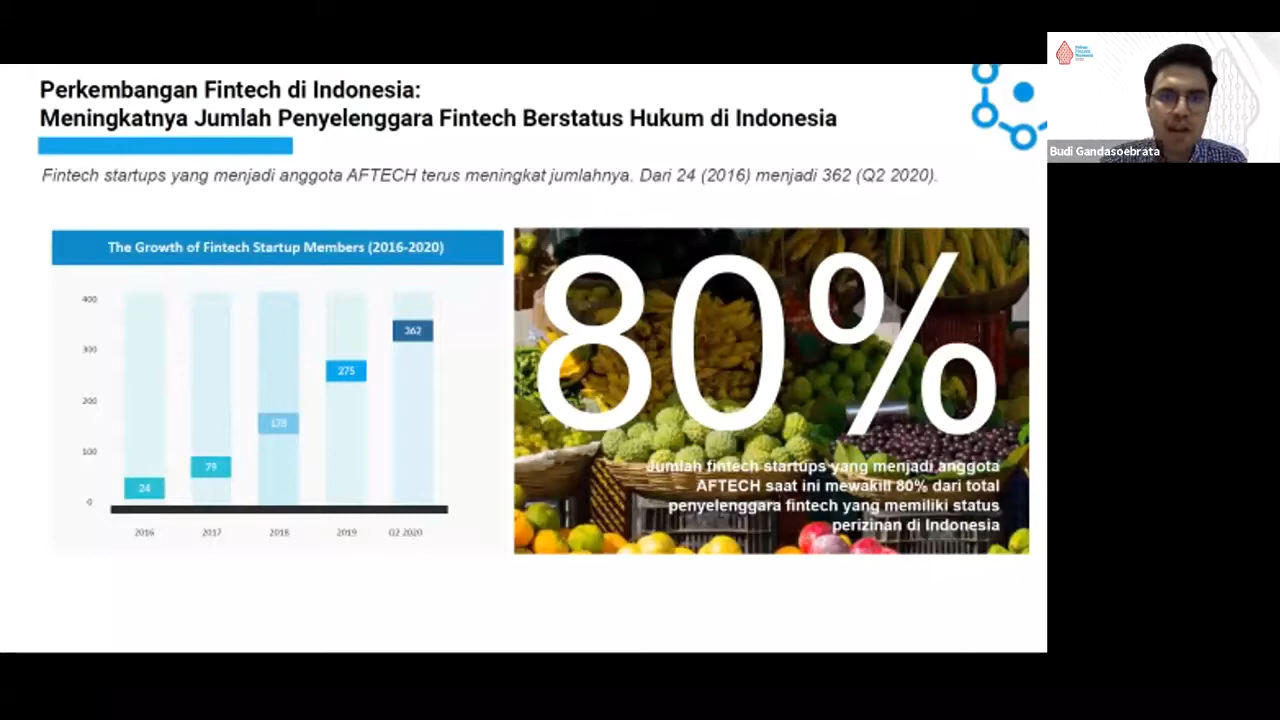 Perkembangan Fintech di Indonesia:
Meningkatnya Jumlah Penyelenggara Fintech Berstatus Hukum di Indonesia
Fintech startups yang menjadi anggota AFTECH terus meningkat jumlahnya. Dari 24 (2016) menjadi 362 (Q2 2020).
The Growth of Fintech Startup Members (2016-2020)
400
300
200
100
0
24
79
275
362
2016
2017
2018
2019
Q2 2020
80%
Jumlah fintech startups yang menjadi anggota
AFTECH saat ini mewakili 80% dari total
penyelenggara fintech yang memiliki status
perizinan di Indonesia
Budi Gandasoebrata